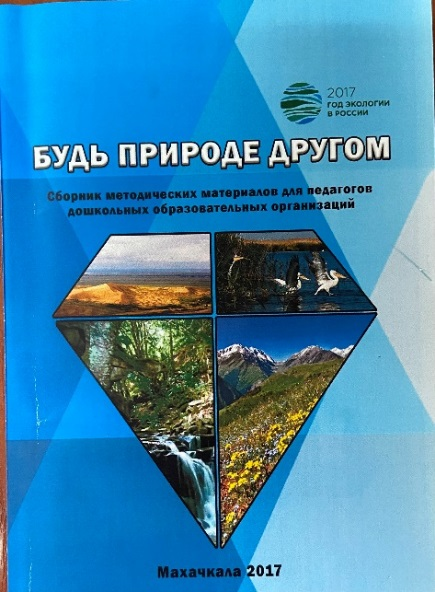 2017
ГОД ЭКОЛОГИИ
В РОССИИ
БУДЬ ПРИРОДЕ ДРУГОМ
Сборник методических материалов для педагогов
дошкольных образовательных организаций
Махачкала 2017